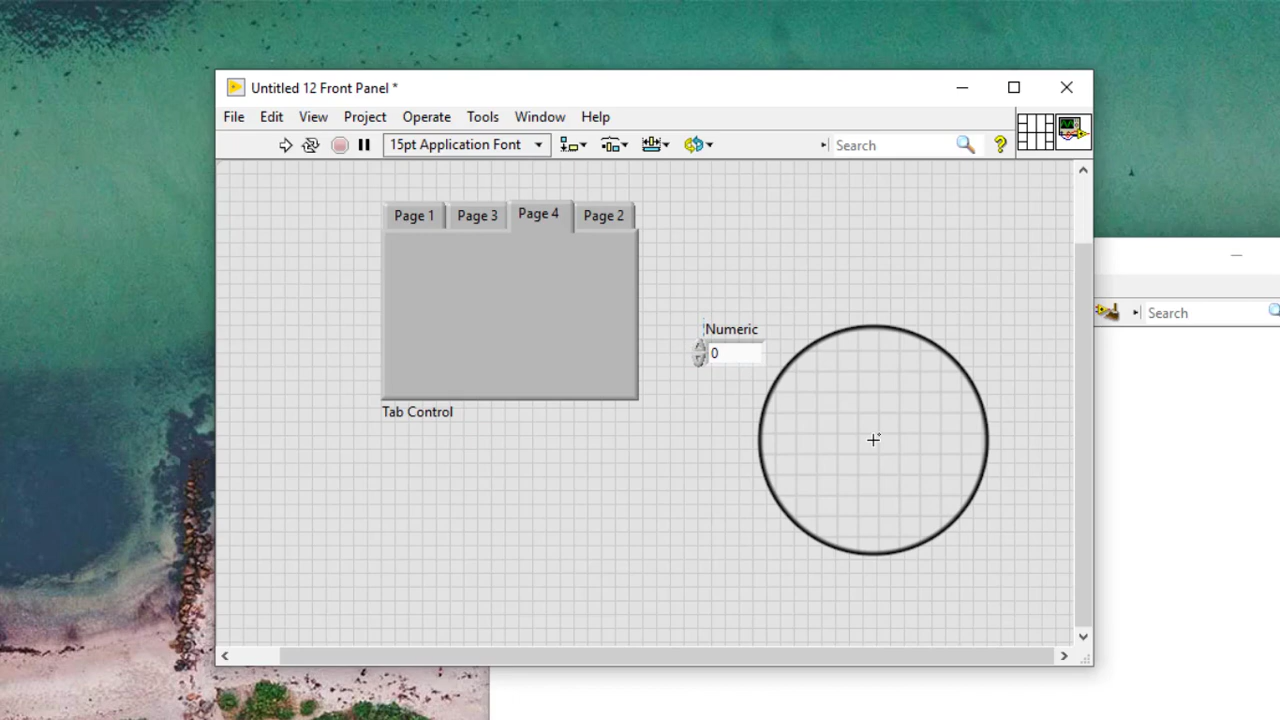 Untitled 12 Front Panel *
File Edit View Project Operate Tools Window Help
15pt Application Font Search ?
Search
Page 1 Page 3 Page 4 Page 2
Numeric
0
Tab Control